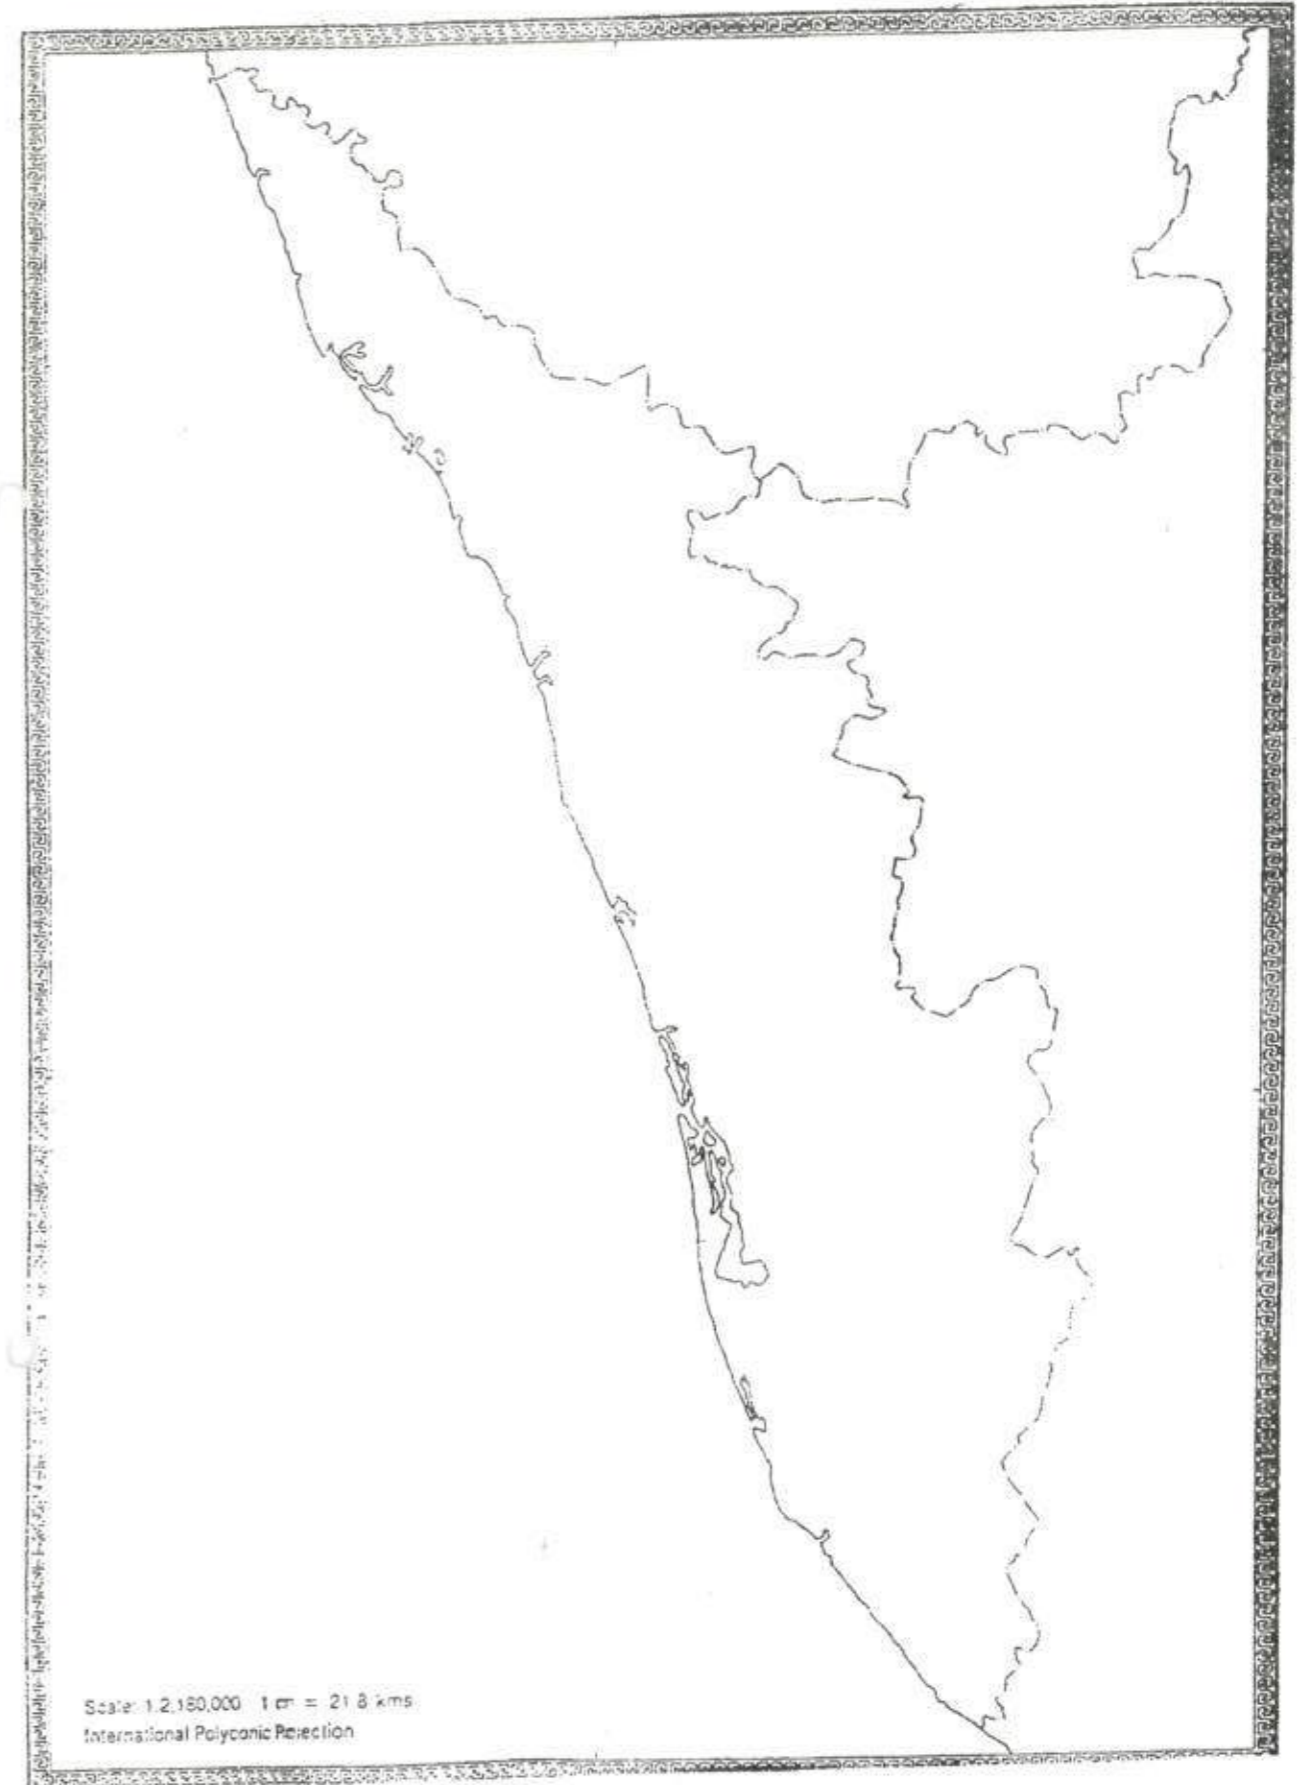 Scale: 1:2,180,000 1 cm = 21.8 kms
International Polyconic Projection